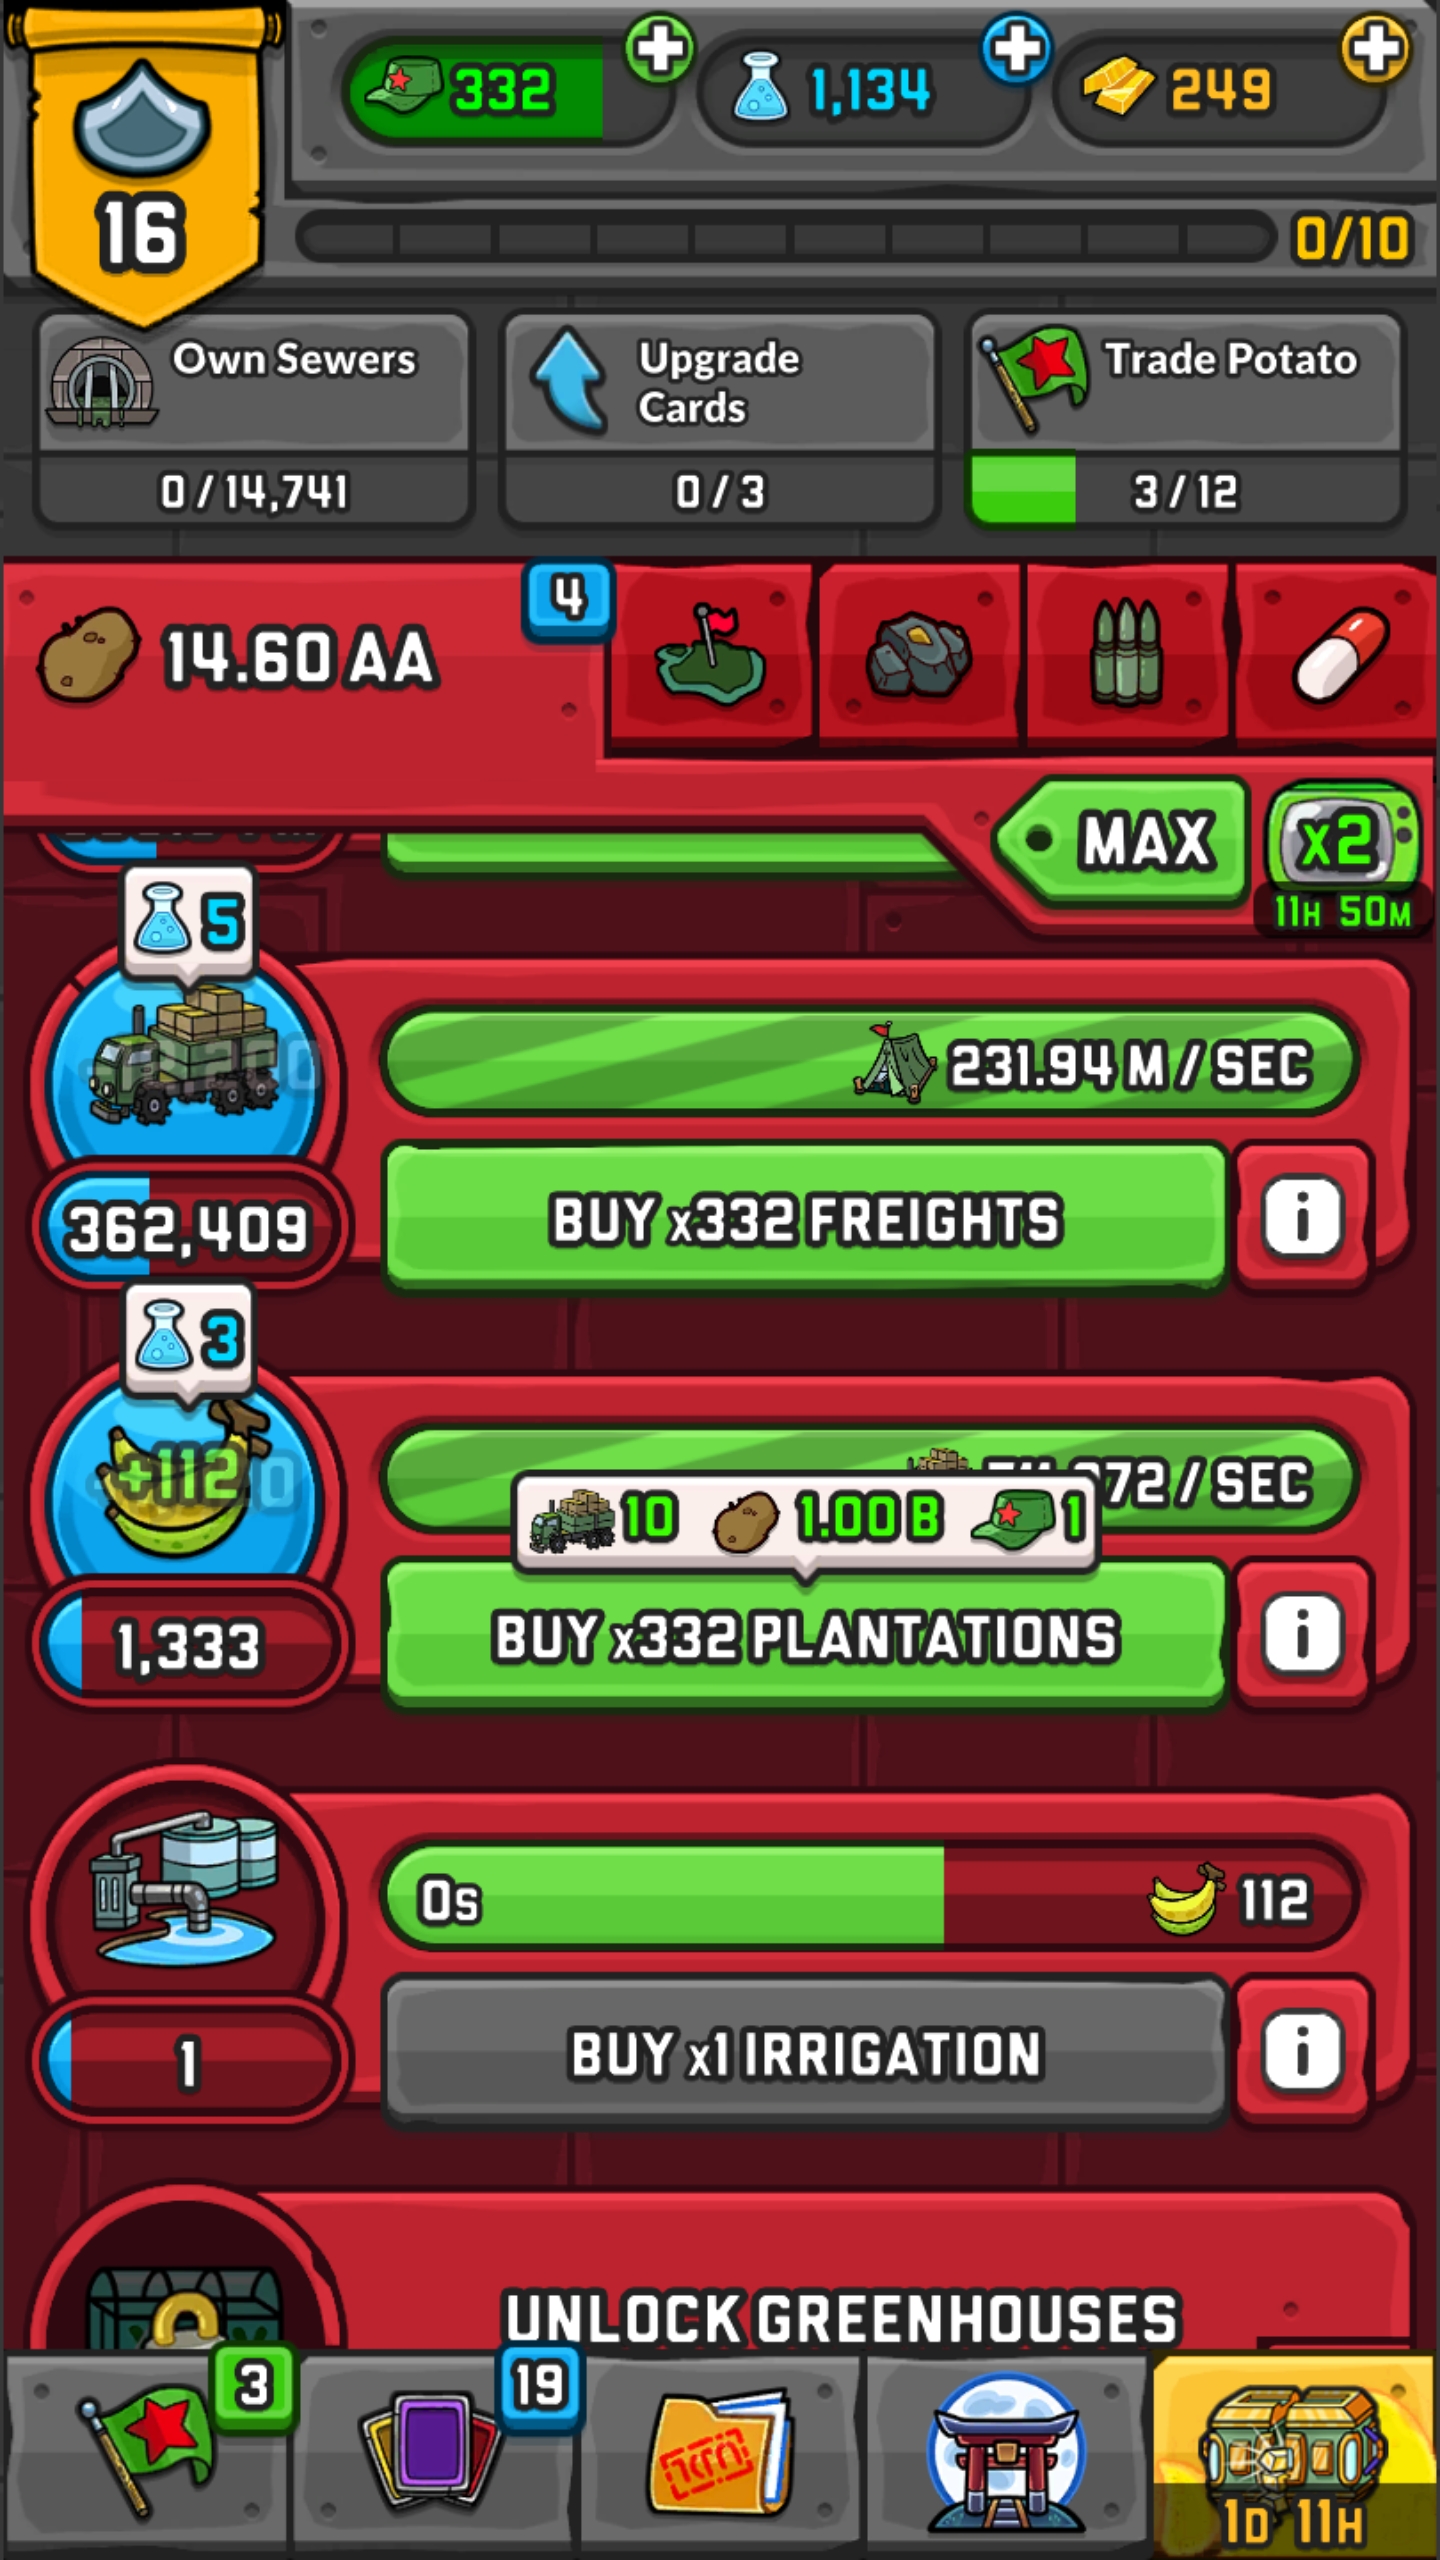 332
1,134
249
16
0/10
Own Sewers
Upgrade
Cards
Trade Potato
0 / 14,741
0 / 3
3 / 12
14.60 AA
4
MAX
x2
11H 50M
5
231.94 M / SEC
BUY x332 FREIGHTS
362,409
3
+112
72 / SEC
10
1.00 B
1
BUY x332 PLANTATIONS
1,333
0s
112
BUY x1 IRRIGATION
1
UNLOCK GREENHOUSES
3
19
1D 11H